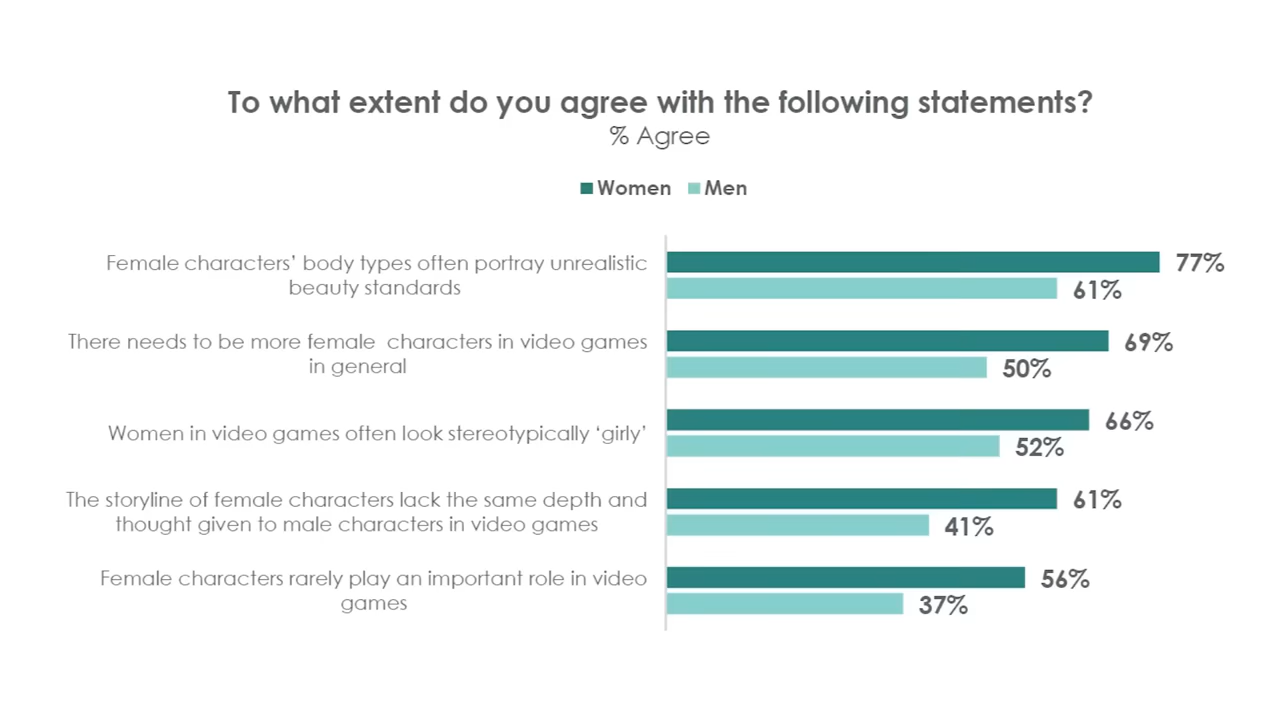 To what extent do you agree with the following statements?
% Agree
Women Men
Female characters’ body types often portray unrealistic
beauty standards
77%
61%
There needs to be more female  characters in video games
in general
69%
50%
Women in video games often look stereotypically ‘girly’
66%
52%
The storyline of female characters lack the same depth and
thought given to male characters in video games
61%
41%
Female characters rarely play an important role in video
games
56%
37%